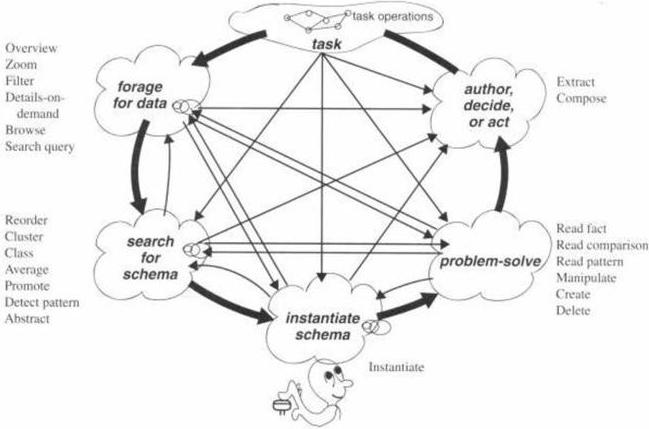 task operations
task
Overview
Zoom
Filter
Details-on-
demand
Browse
Search query
forage
for data
author,
decide,
or act
Extract
Compose
Reorder
Cluster
Class
Average
Promote
Detect pattern
Abstract
search
for
schema
problem-solve
Read fact
Read comparison
Read pattern
Manipulate
Create
Delete
instantiate
schema
Instantiate